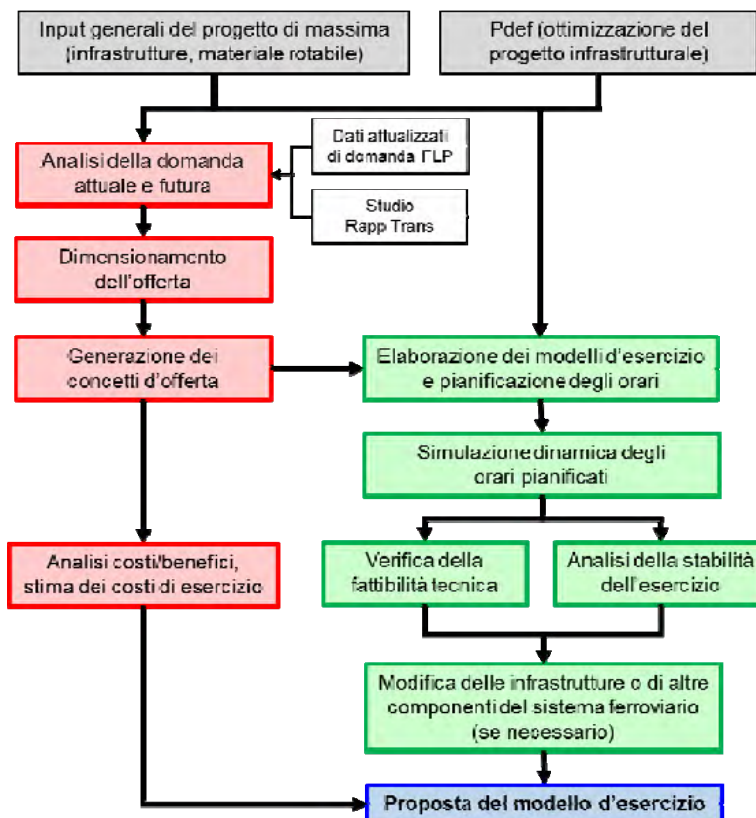 Input generali del progetto di massima
(infrastrutture, materiale rotabile)
Pdef (ottimizzazione del
progetto infrastrutturale)
Analisi della domanda
attuale e futura
Dati attualizzati
di domanda FLP
Studio
Rapp Trans
Dimensionamento
dell'offerta
Generazione dei
concetti d'offerta
Elaborazione dei modelli d'esercizio
e pianificazione degli orari
Simulazione dinamica degli
orari pianificati
Analisi costi/benefici,
stima dei costi di esercizio
Verifica della
fattibilità tecnica
Analisi della stabilità
dell'esercizio
Modifica delle infrastrutture o di altre
componenti del sistema ferroviario
(se necessario)
Proposta del modello d'esercizio